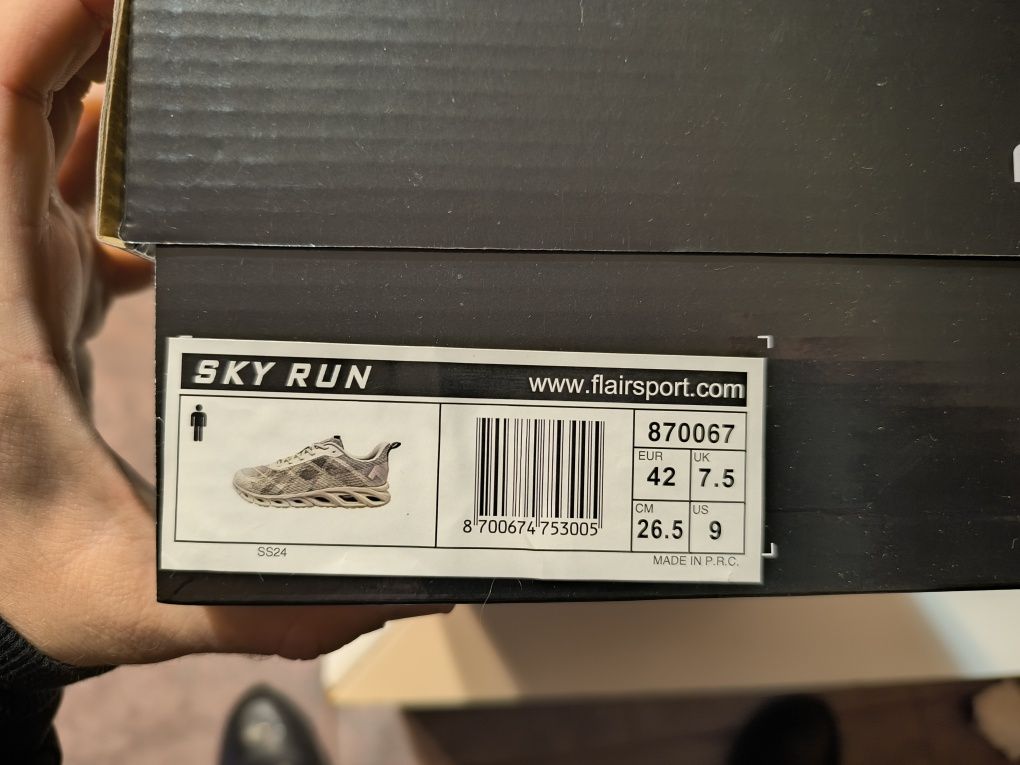 SKY RUN
www.flairsport.com
870067
EUR
42
UK
7.5
CM
26.5
US
9
8 700674 753005
SS24
MADE IN P.R.C.